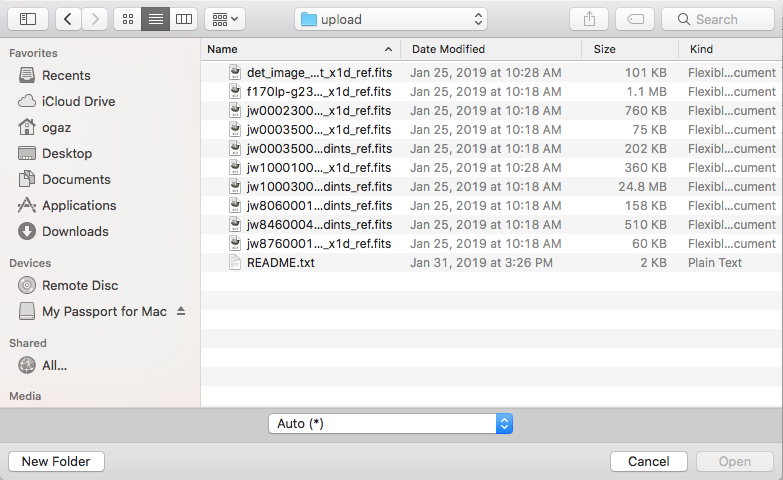 upload
Search
Favorites
Recents
iCloud Drive
ogaz
Desktop
Documents
Applications
Downloads
Devices
Remote Disc
My Passport for Mac
Shared
All...
Media
Name Date Modified Size Kind
det_image_...t_x1d_ref.fits Jan 25, 2019 at 10:28 AM 101 KB Flexibl...cument
f170lp-g23..._x1d_ref.fits Jan 25, 2019 at 10:28 AM 1.1 MB Flexibl...cument
jw0002300..._x1d_ref.fits Jan 25, 2019 at 10:18 AM 760 KB Flexibl...cument
jw0003500..._x1d_ref.fits Jan 25, 2019 at 10:18 AM 75 KB Flexibl...cument
jw0003500...dints_ref.fits Jan 25, 2019 at 10:18 AM 202 KB Flexibl...cument
jw1000100..._x1d_ref.fits Jan 25, 2019 at 10:28 AM 360 KB Flexibl...cument
jw1000300...dints_ref.fits Jan 25, 2019 at 10:18 AM 24.8 MB Flexibl...cument
jw8060001..._x1d_ref.fits Jan 25, 2019 at 10:18 AM 158 KB Flexibl...cument
jw8460004...dints_ref.fits Jan 25, 2019 at 10:18 AM 510 KB Flexibl...cument
jw8760001..._x1d_ref.fits Jan 25, 2019 at 10:18 AM 60 KB Flexibl...cument
README.txt Jan 31, 2019 at 3:26 PM 2 KB Plain Text
Auto (*)
New Folder
Cancel
Open